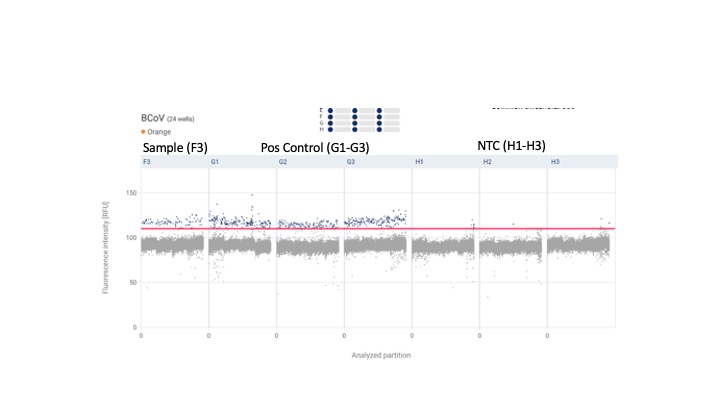 E
F
G
H
BCoV (24 wells)
Orange
Sample (F3)
Pos Control (G1-G3)
NTC (H1-H3)
F3 G1 G2 G3 H1 H2 H3
150
100
50
0
Fluorescence intensity [RFU]
0 0 0 0 0 0 0
Analyzed partition